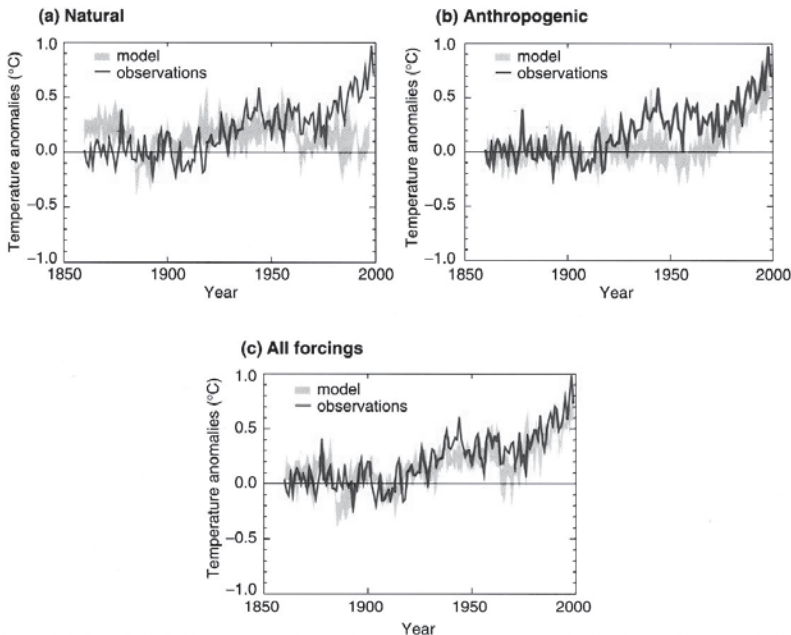 (a) Natural
Temperature anomalies (°C)
1.0
0.5
0.0
−0.5
−1.0
model
observations
1850
1900
1950
2000
Year
(b) Anthropogenic
Temperature anomalies (°C)
1.0
0.5
0.0
−0.5
−1.0
model
observations
1850
1900
1950
2000
Year
(c) All forcings
Temperature anomalies (°C)
1.0
0.5
0.0
−0.5
−1.0
model
observations
1850
1900
1950
2000
Year